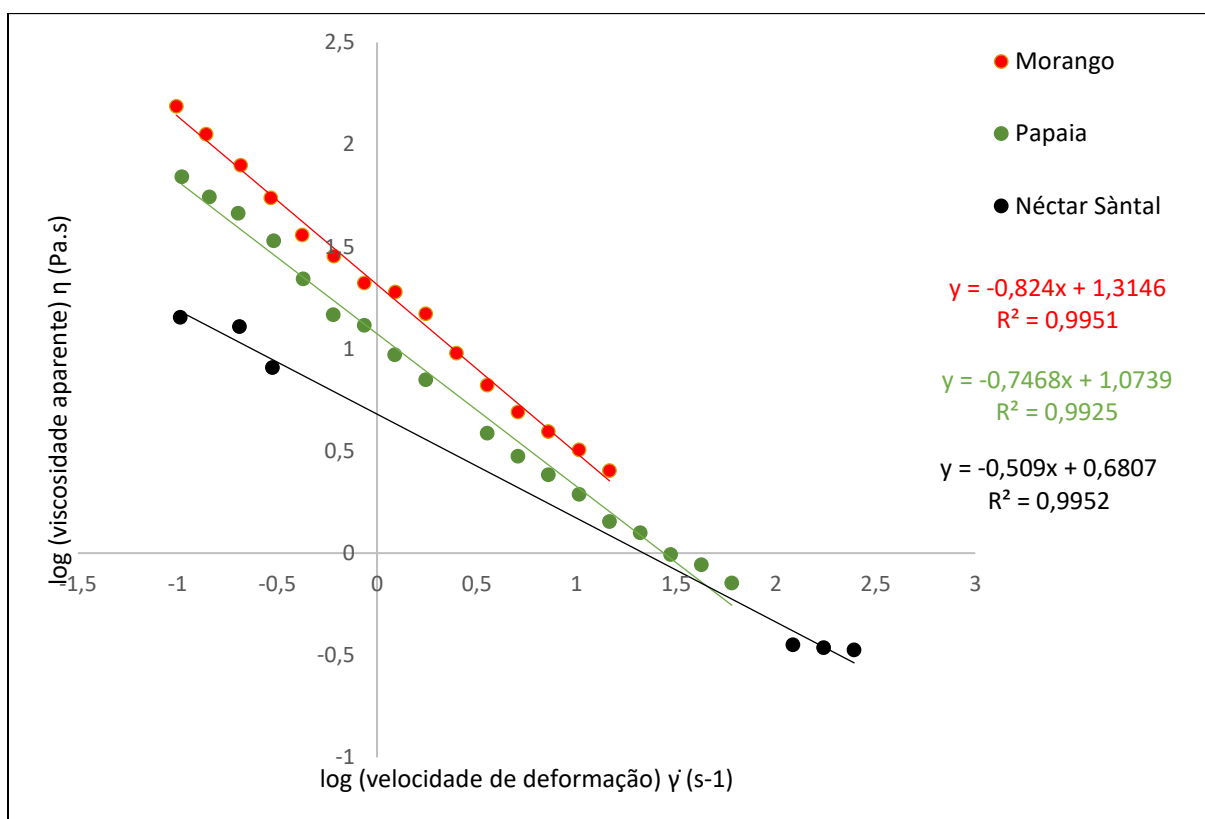 2,5
2
1,5
1
0,5
0
-0,5
-1
-1,5
-1
-0,5
0
0,5
1
1,5
2
2,5
3
log (viscosidade aparente) η (Pa.s)
log (velocidade de deformação) γ̇ (s-1)
Morango
Papaia
Néctar Sàntal
y = -0,824x + 1,3146
R² = 0,9951
y = -0,7468x + 1,0739
R² = 0,9925
y = -0,509x + 0,6807
R² = 0,9952